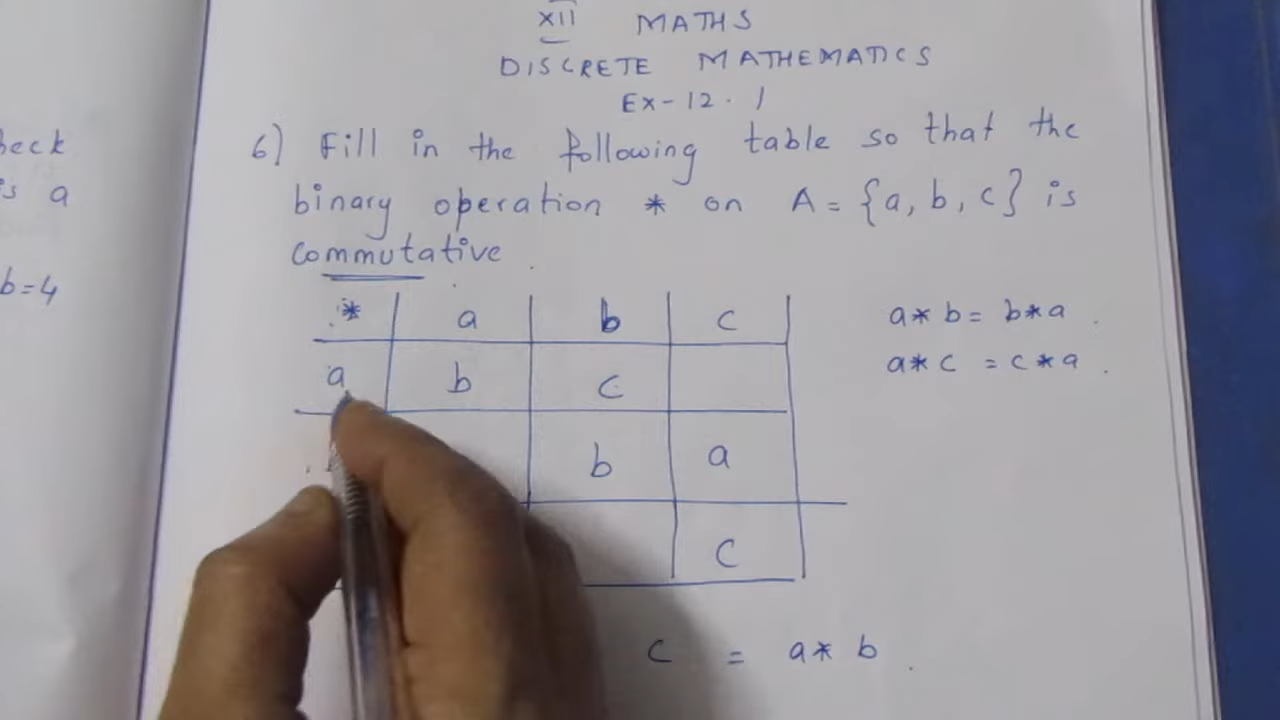 XII MATHS
DISCRETE MATHEMATICS
Ex-12.1
6) Fill in the following table so that the
binary operation * on A = {a, b, c} is
commutative.
* a b c
a b c
b a
c
a * b = b * a.
a * c = c * a.
c = a * b.
eck
is a
b = 4